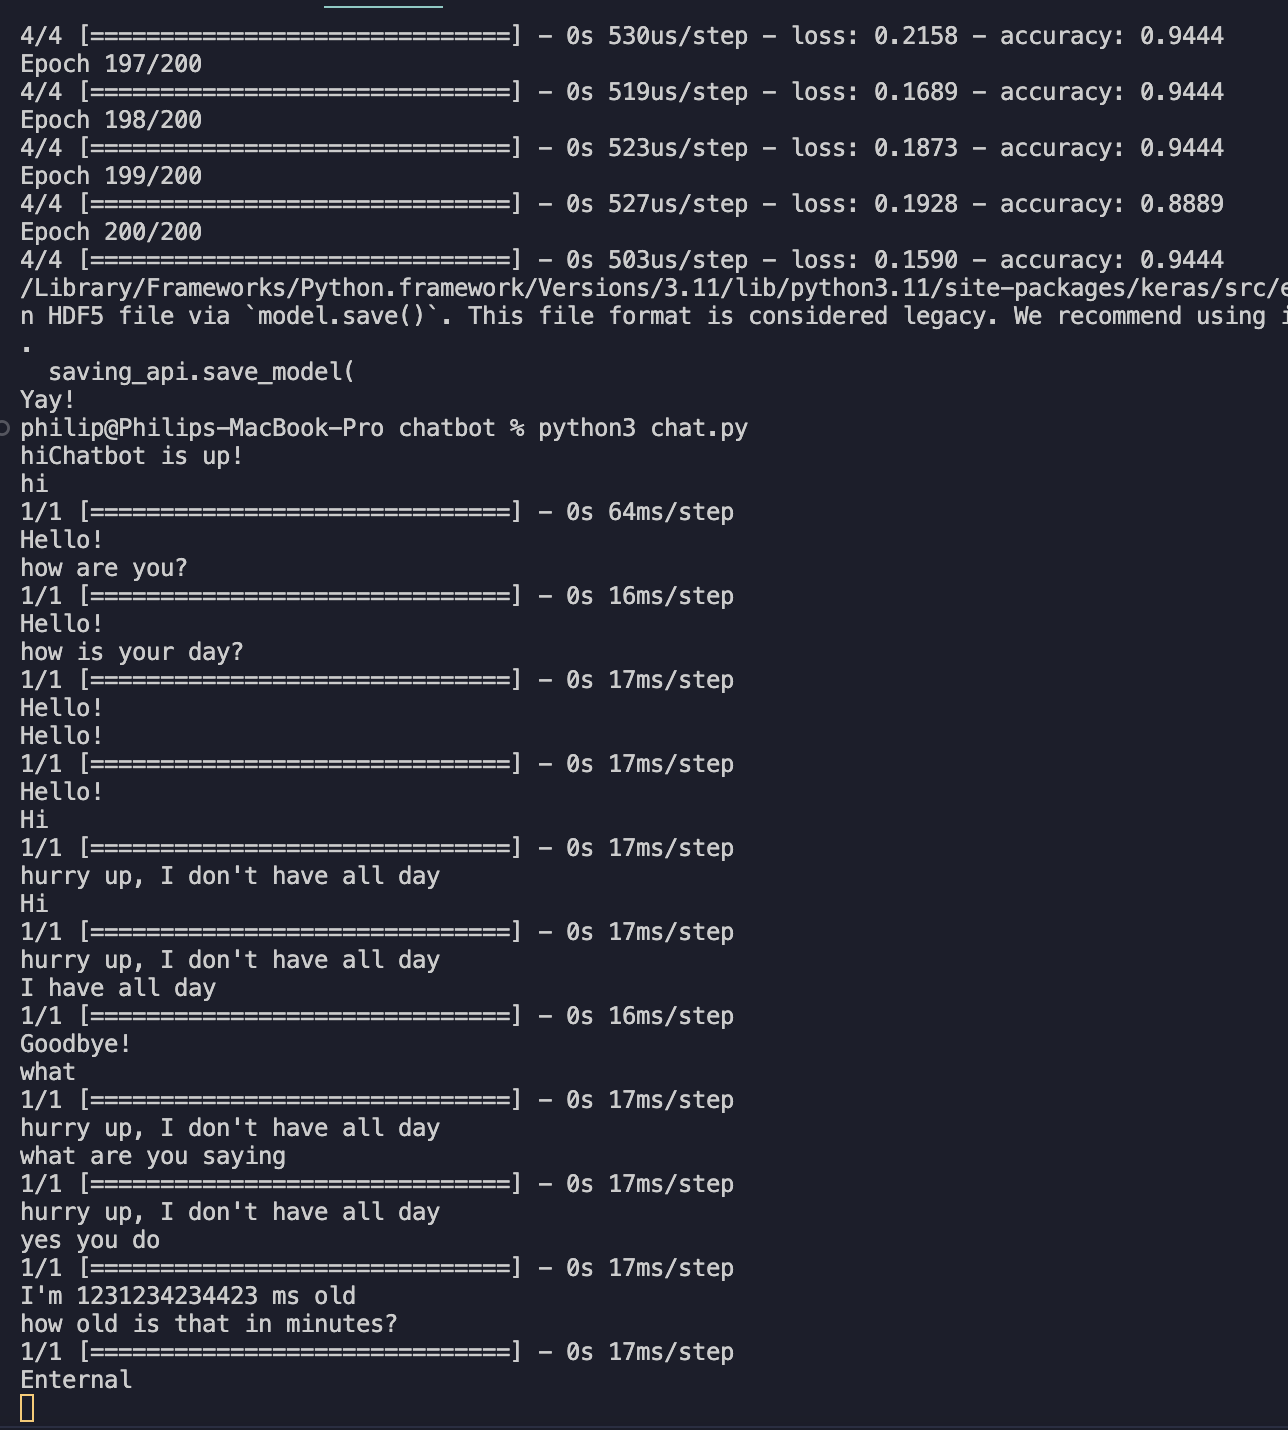 4/4 [==============================] - 0s 530us/step - loss: 0.2158 - accuracy: 0.9444
Epoch 197/200
4/4 [==============================] - 0s 519us/step - loss: 0.1689 - accuracy: 0.9444
Epoch 198/200
4/4 [==============================] - 0s 523us/step - loss: 0.1873 - accuracy: 0.9444
Epoch 199/200
4/4 [==============================] - 0s 527us/step - loss: 0.1928 - accuracy: 0.8889
Epoch 200/200
4/4 [==============================] - 0s 503us/step - loss: 0.1590 - accuracy: 0.9444
/Library/Frameworks/Python.framework/Versions/3.11/lib/python3.11/site-packages/keras/src/e
n HDF5 file via `model.save()`. This file format is considered legacy. We recommend using i
.
saving_api.save_model(
Yay!
philip@Philips-MacBook-Pro chatbot % python3 chat.py
hiChatbot is up!
hi
1/1 [==============================] - 0s 64ms/step
Hello!
how are you?
1/1 [==============================] - 0s 16ms/step
Hello!
how is your day?
1/1 [==============================] - 0s 17ms/step
Hello!
Hello!
1/1 [==============================] - 0s 17ms/step
Hello!
Hi
1/1 [==============================] - 0s 17ms/step
hurry up, I don't have all day
Hi
1/1 [==============================] - 0s 17ms/step
hurry up, I don't have all day
I have all day
1/1 [==============================] - 0s 16ms/step
Goodbye!
what
1/1 [==============================] - 0s 17ms/step
hurry up, I don't have all day
what are you saying
1/1 [==============================] - 0s 17ms/step
hurry up, I don't have all day
yes you do
1/1 [==============================] - 0s 17ms/step
I'm 1231234234423 ms old
how old is that in minutes?
1/1 [==============================] - 0s 17ms/step
Enternal